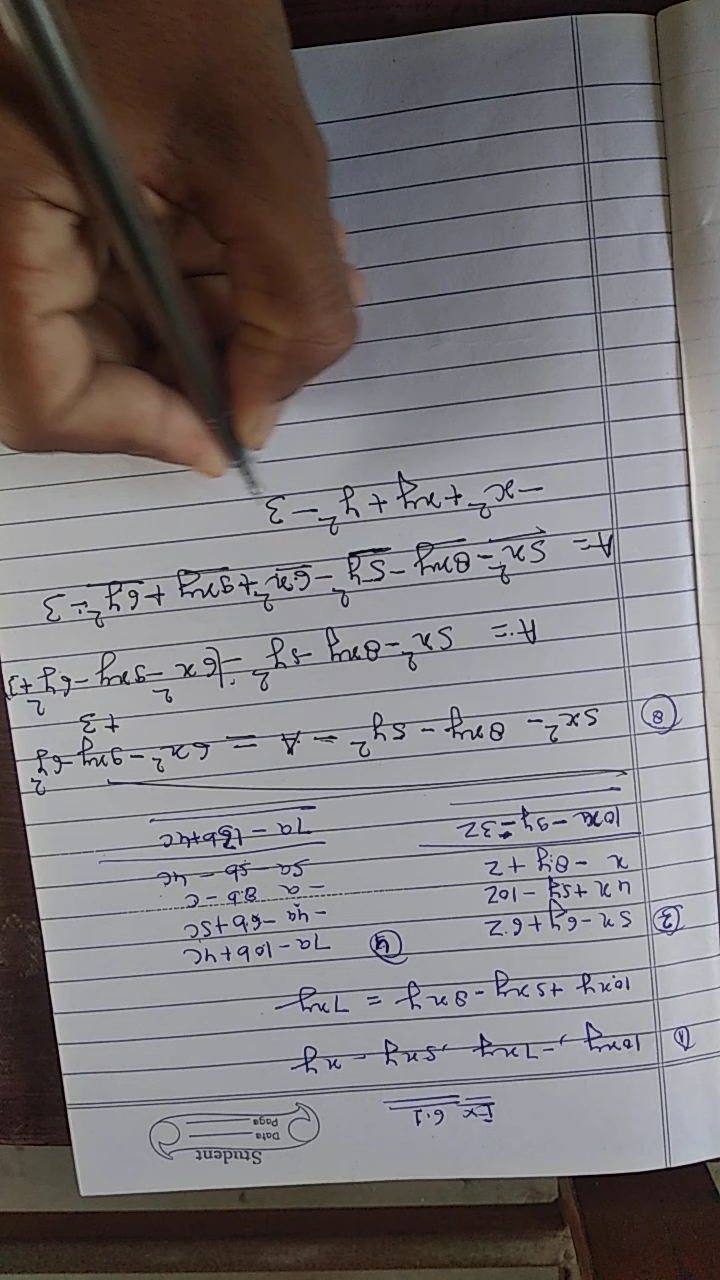 Student
Date
Page
Ex 6.1
① 10xy, -7xy, 5xy - xy
10xy + 5xy - 8xy = 7xy
③ 5x - 6y + 6z
4x + 5y - 10z
x - 8y + z
10x - 9y - 3z
④ 7a - 10b + 4c
- 4a - 6b + 5c
- a 8b - c
5a - 5b - 4c
7a - 13b + 4c
⑧ 5x² - 8xy - 5y² - A = 6x² - 9xy - 6y²
+ 3
A = 5x² - 8xy - 5y² - (6x² - 9xy - 6y² + 3)
A = 5x² - 8xy - 5y² - 6x² + 9xy + 6y² - 3
- x² + xy + y² - 3